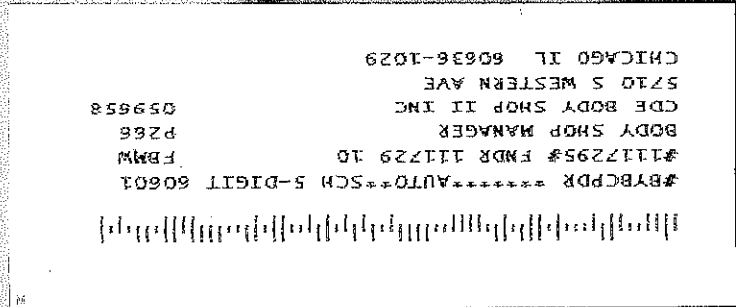 #BYBCPDR *******AUTO**SCH 5-DIGIT 60601
#1117295# FNDR 111729 10 FBMW
BODY SHOP MANAGER P266
CDE BODY SHOP II INC 059658
5710 S WESTERN AVE
CHICAGO IL 60636-1029